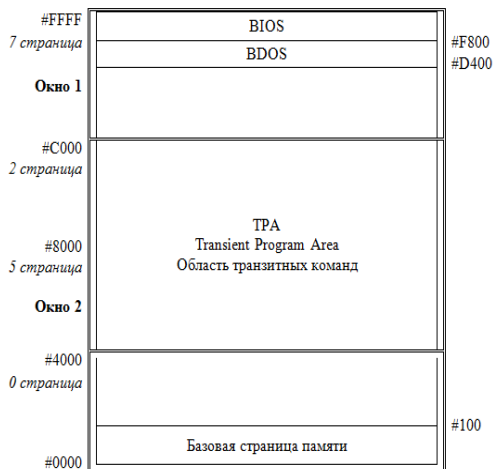 #FFFF
7 страница
Окно 1
#C000
2 страница
#8000
5 страница
Окно 2
#4000
0 страница
#0000
BIOS
BDOS
TPA
Transient Program Area
Область транзитных команд
Базовая страница памяти
#F800
#D400
#100